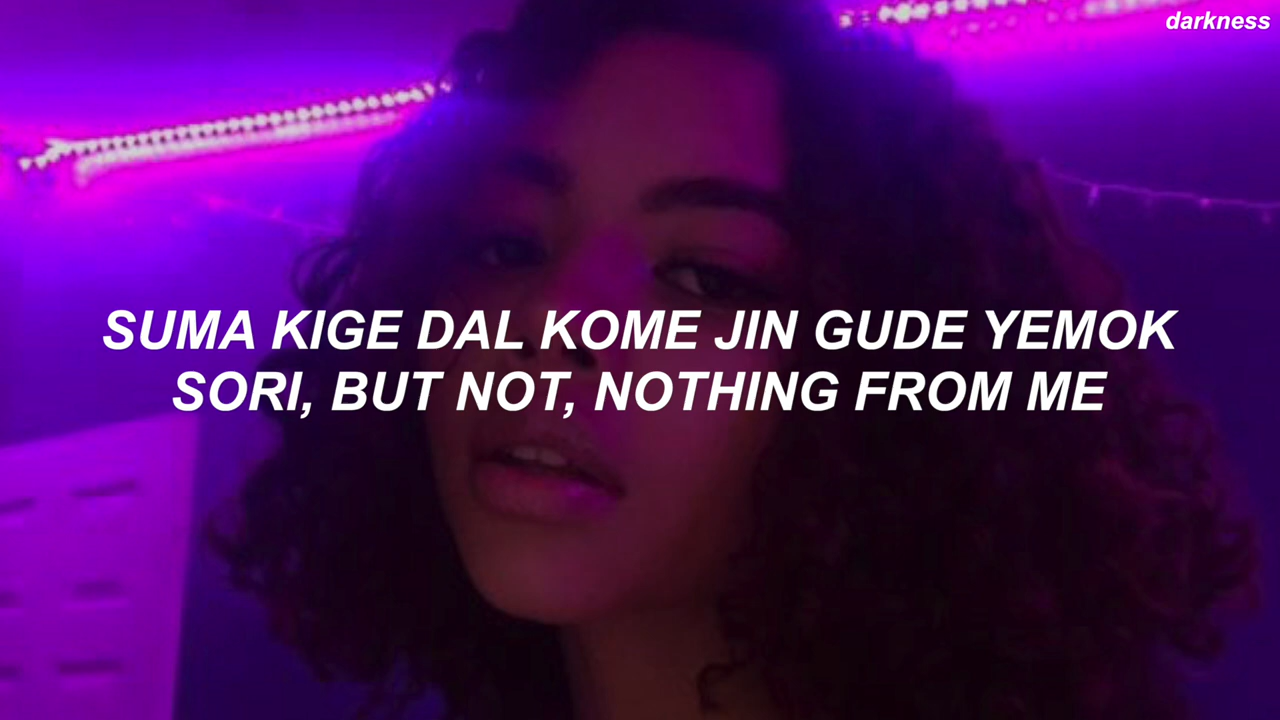 darkness
SUMA KIGE DAL KOME JIN GUDE YEMOK
SORI, BUT NOT, NOTHING FROM ME